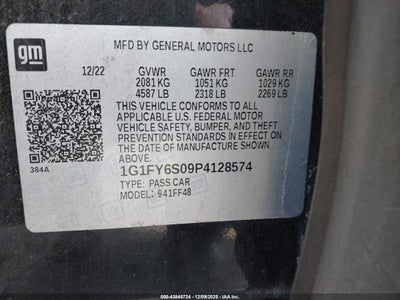 gm
MFD BY GENERAL MOTORS LLC
12/22 GVWR GAWR FRT GAWR RR
2081 KG 1051 KG 1029 KG
4587 LB 2318 LB 2269 LB
THIS VEHICLE CONFORMS TO ALL
APPLICABLE U.S. FEDERAL MOTOR
VEHICLE SAFETY, BUMPER, AND THEFT
PREVENTION STANDARDS IN EFFECT ON
THE DATE OF MANUFACTURE SHOWN
ABOVE.
384A
1G1FY6S09P4128574
TYPE: PASS CAR
MODEL: 941FF48
© 000-43845724 - 12/09/2025 - IAA Inc.